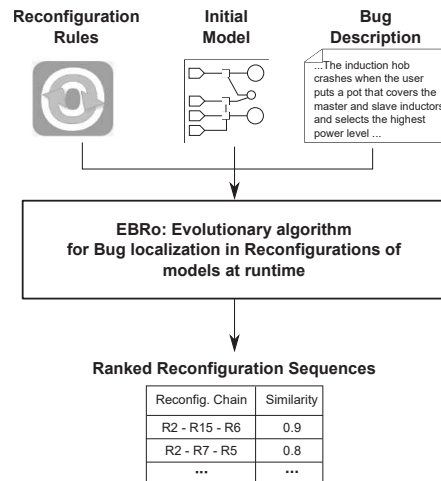 Reconfiguration
Rules
Initial
Model
Bug
Description
...The induction hob
crashes when the user
puts a pot that covers the
master and slave inductors
and selects the highest
power level ...
EBRo: Evolutionary algorithm
for Bug localization in Reconfigurations of
models at runtime
Ranked Reconfiguration Sequences
Reconfig. Chain Similarity
R2 - R15 - R6 0.9
R2 - R7 - R5 0.8
... ...